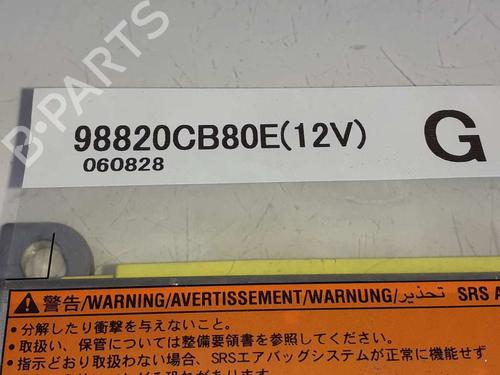 98820CB80E(12V)
060828
G
警告/WARNING/AVERTISSEMENT/WARNUNG/تحذير SRS A
・分解したり衝撃を与えないこと。
・取扱い、保管については整備要領書を参照してください。
・指示どおり取扱わない場合、SRSエアバッグシステムが正常に機能せず
B-Parts